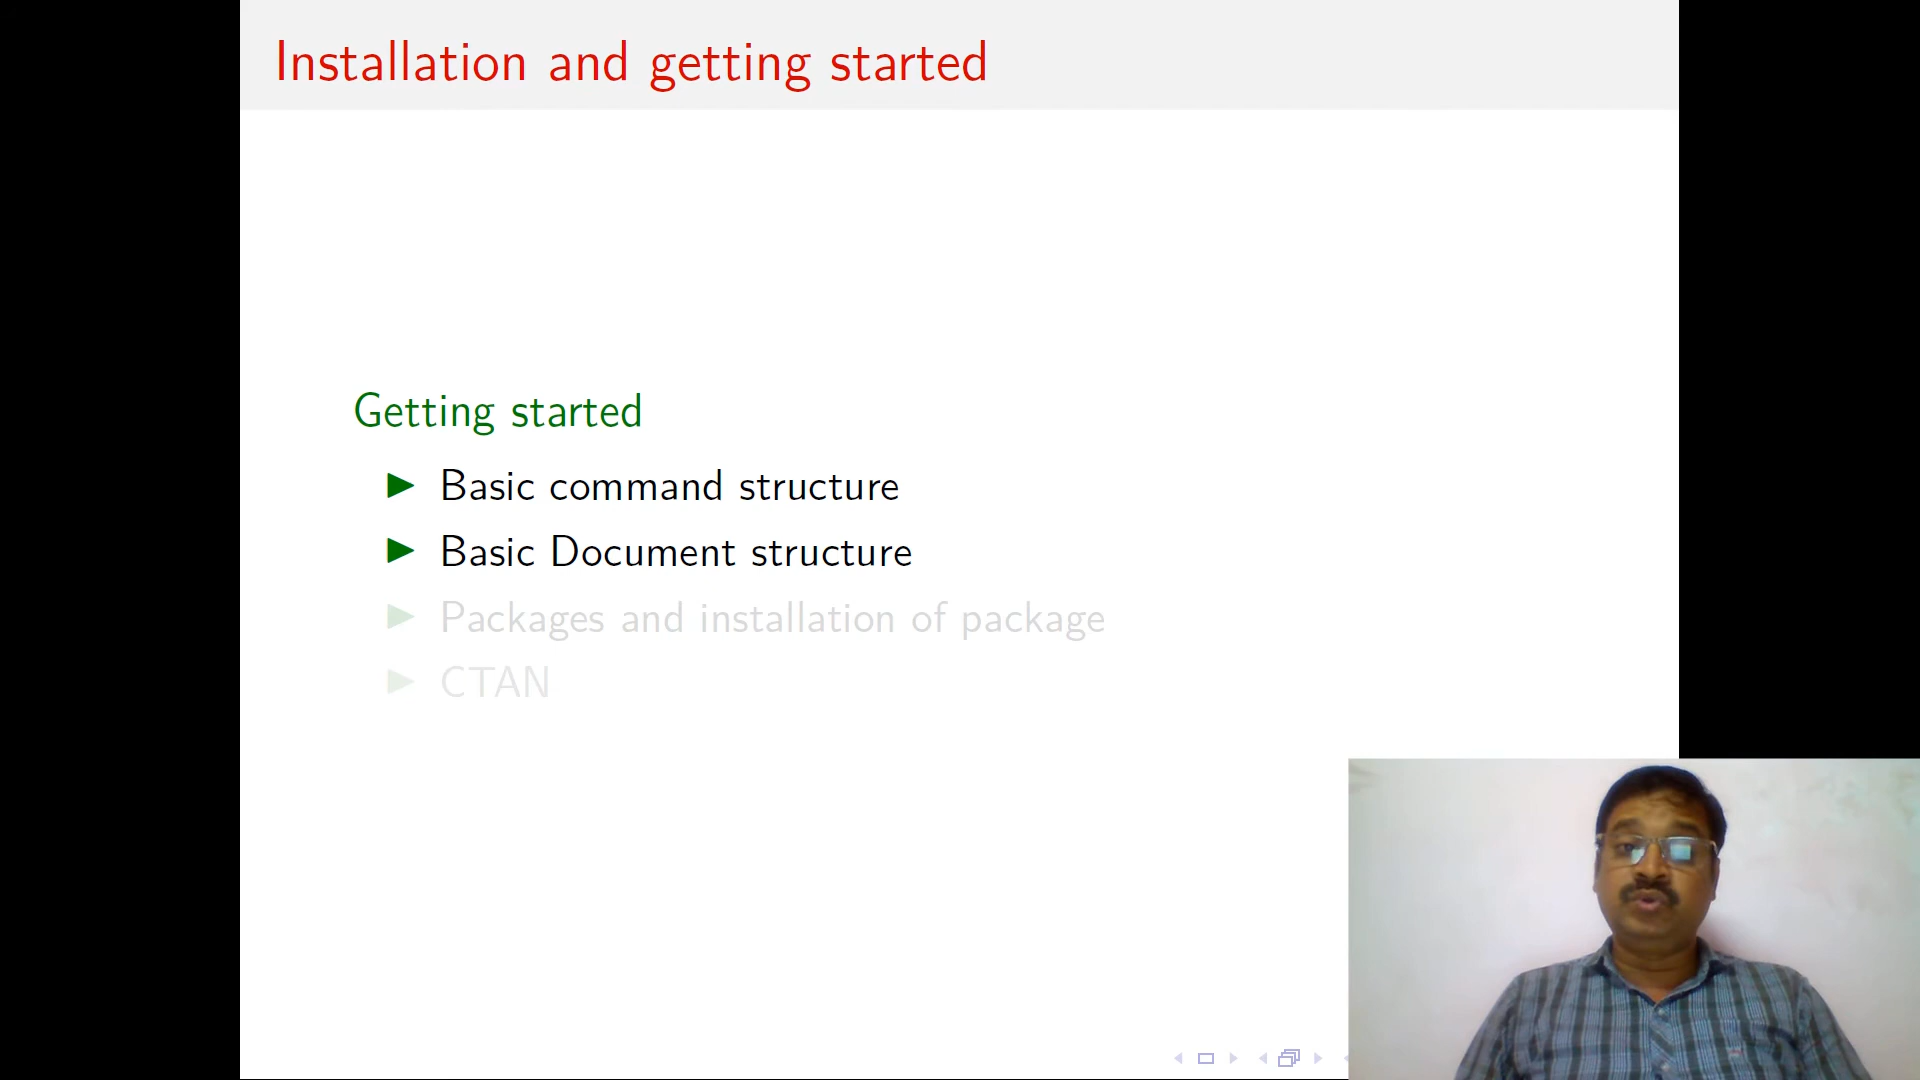 Installation and getting started
Getting started
Basic command structure
Basic Document structure
Packages and installation of package
CTAN